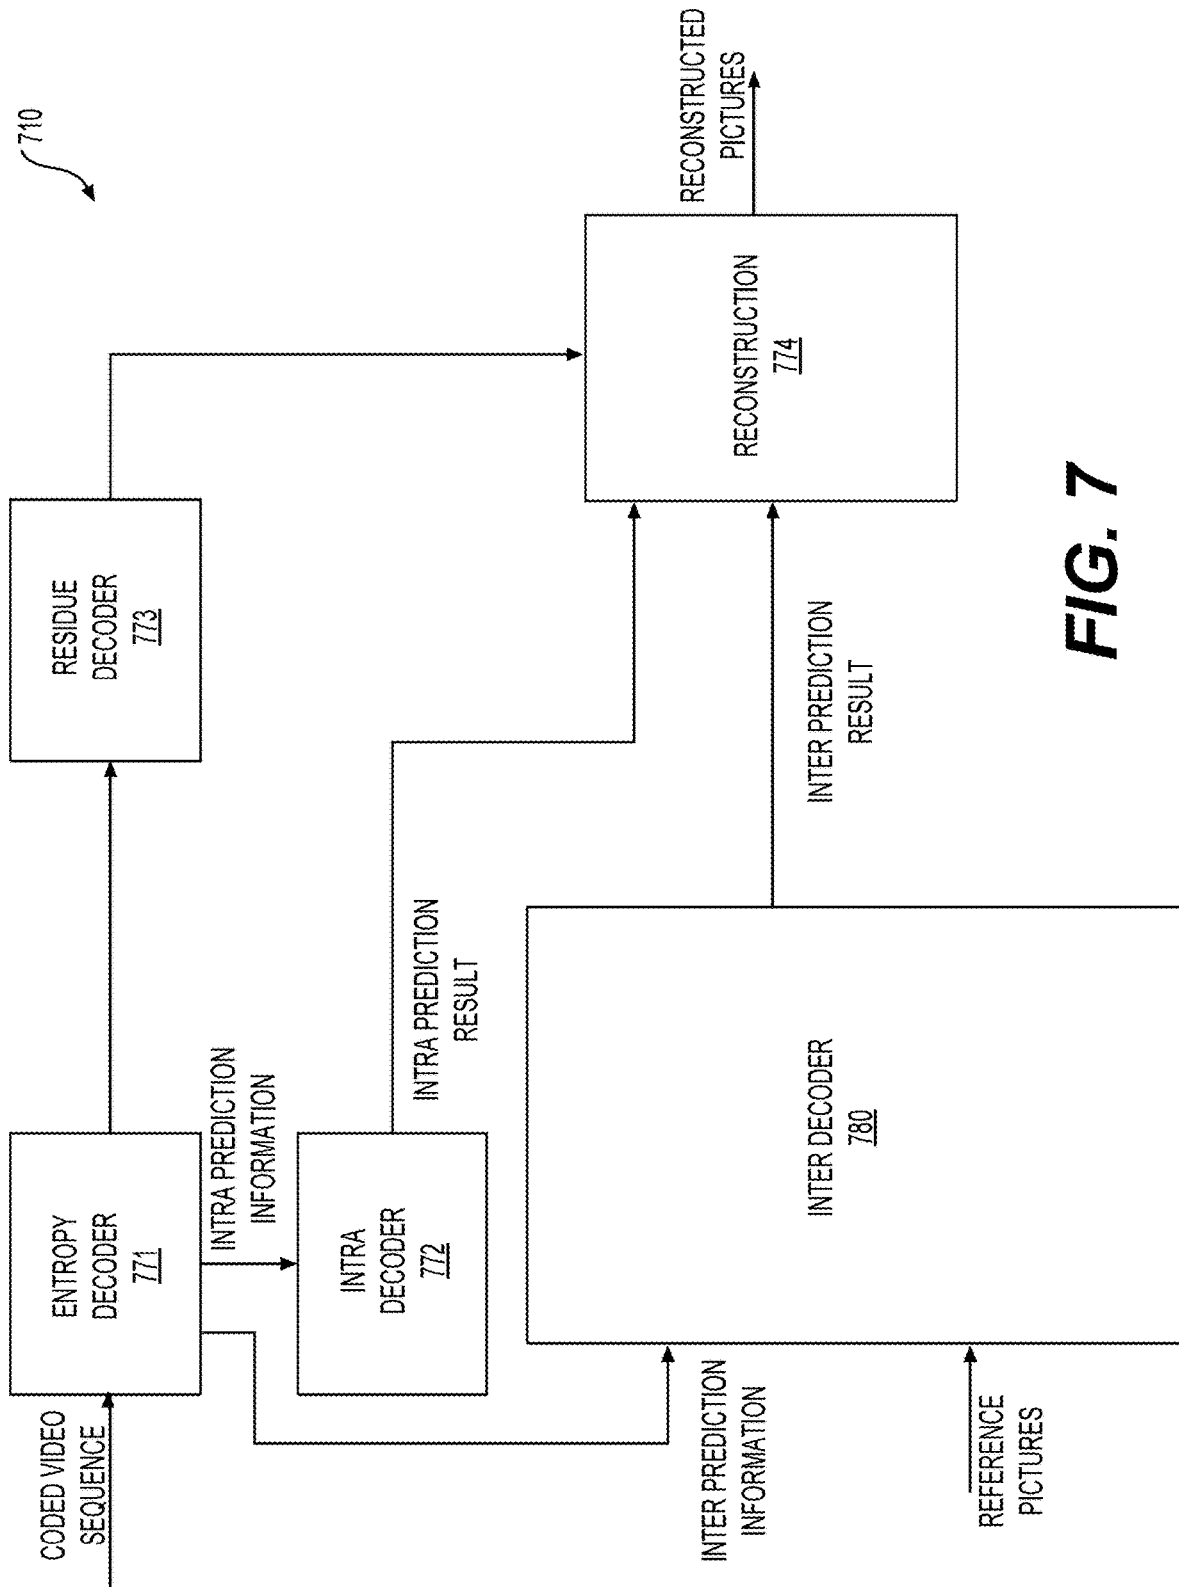 710
CODED VIDEO
SEQUENCE
ENTROPY
DECODER
771
RESIDUE
DECODER
773
INTRA PREDICTION
INFORMATION
INTRA
DECODER
772
INTRA PREDICTION
RESULT
RECONSTRUCTED
PICTURES
RECONSTRUCTION
774
INTER PREDICTION
INFORMATION
INTER DECODER
780
INTER PREDICTION
RESULT
REFERENCE
PICTURES
FIG. 7